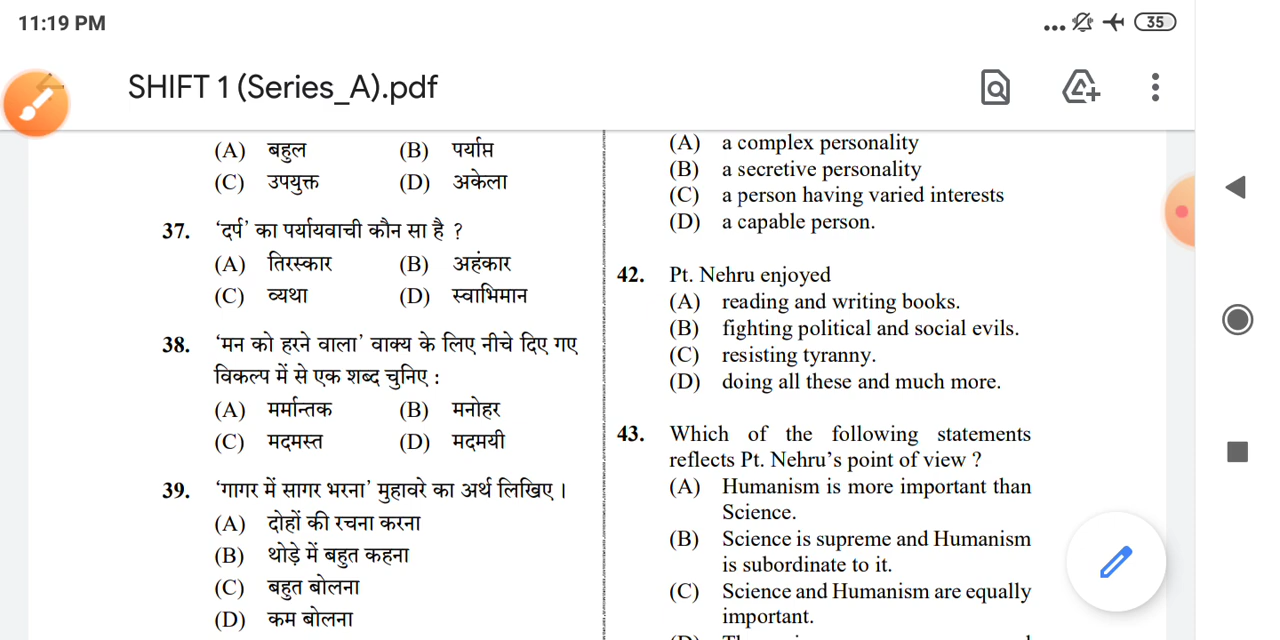 11:19 PM
35
SHIFT 1 (Series_A).pdf
(A) बहुल (B) पर्याप्त
(C) उपयुक्त (D) अकेला
37. ‘दर्प’ का पर्यायवाची कौन सा है ?
(A) तिरस्कार (B) अहंकार
(C) व्यथा (D) स्वाभिमान
38. ‘मन को हरने वाला’ वाक्य के लिए नीचे दिए गए
विकल्प में से एक शब्द चुनिए :
(A) मर्मान्तक (B) मनोहर
(C) मदमस्त (D) मदमयी
39. ‘गागर में सागर भरना’ मुहावरे का अर्थ लिखिए ।
(A) दोहों की रचना करना
(B) थोड़े में बहुत कहना
(C) बहुत बोलना
(D) कम बोलना
(A) a complex personality
(B) a secretive personality
(C) a person having varied interests
(D) a capable person.
42. Pt. Nehru enjoyed
(A) reading and writing books.
(B) fighting political and social evils.
(C) resisting tyranny.
(D) doing all these and much more.
43. Which of the following statements
reflects Pt. Nehru’s point of view ?
(A) Humanism is more important than
Science.
(B) Science is supreme and Humanism
is subordinate to it.
(C) Science and Humanism are equally
important.